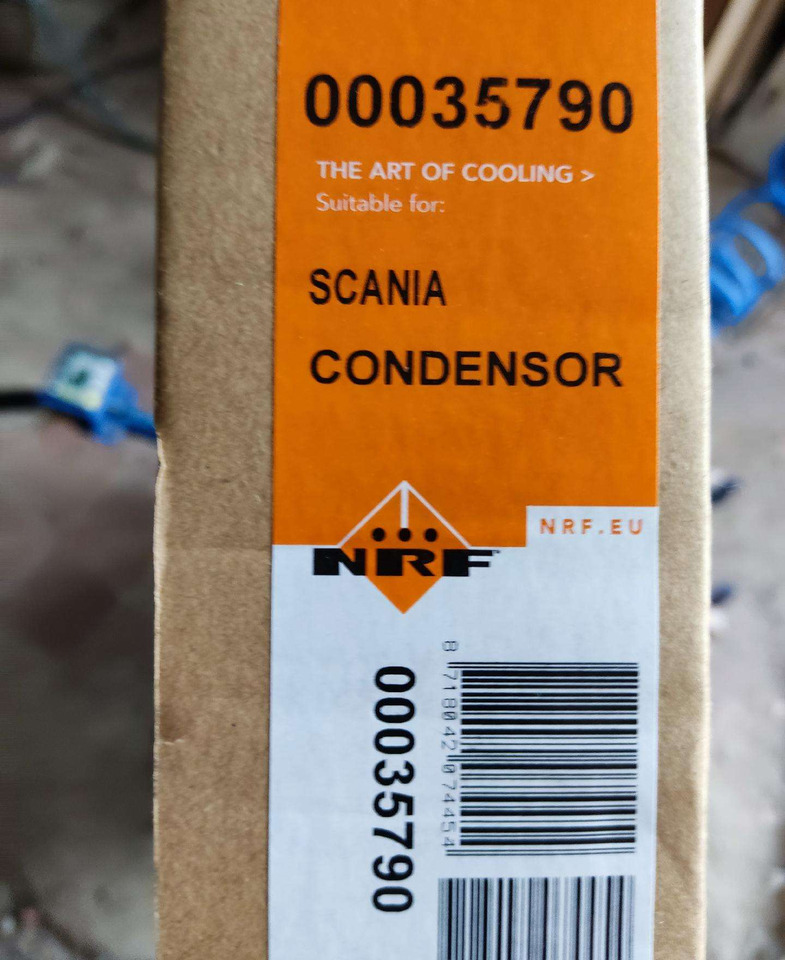 00035790
THE ART OF COOLING >
Suitable for:
SCANIA
CONDENSOR
NRF
NRF.EU
00035790
8 718042 074454